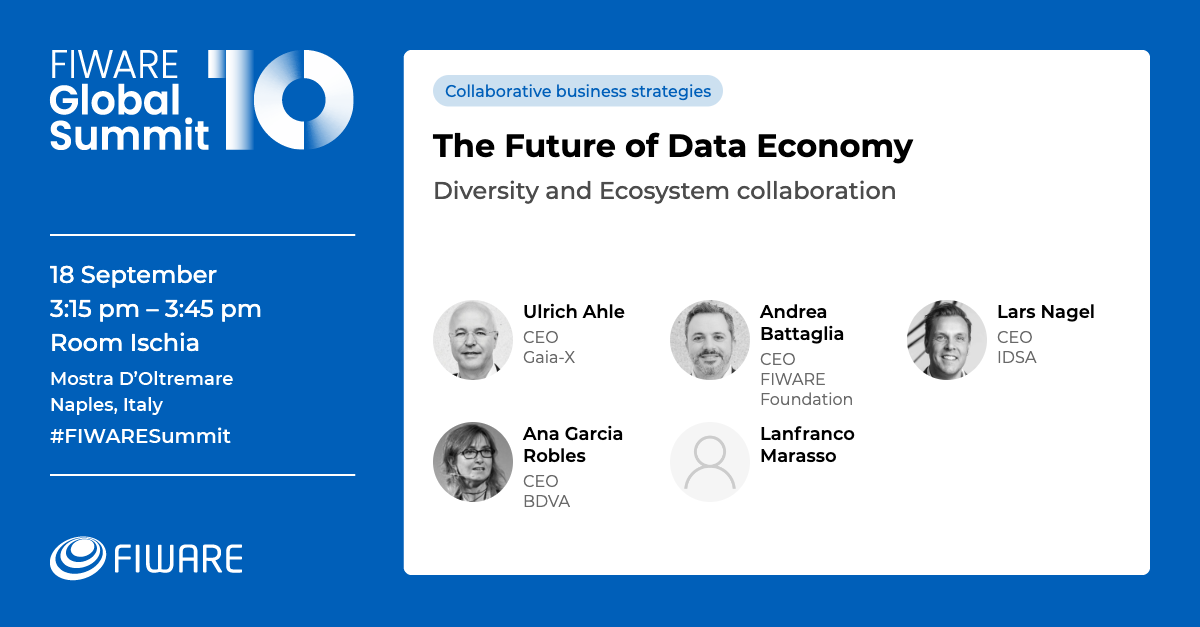 FIWARE
Global
Summit
10
18 September
3:15 pm – 3:45 pm
Room Ischia
Mostra D’Oltremare
Naples, Italy
#FIWARESummit
FIWARE
Collaborative business strategies
The Future of Data Economy
Diversity and Ecosystem collaboration
Ulrich Ahle
CEO
Gaia-X
Andrea
Battaglia
CEO
FIWARE
Foundation
Lars Nagel
CEO
IDSA
Ana Garcia
Robles
CEO
BDVA
Lanfranco
Marasso